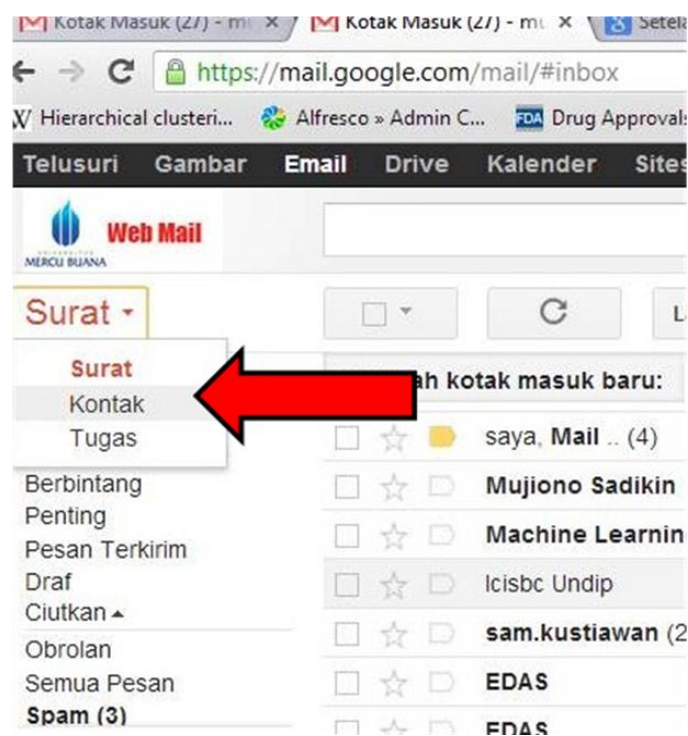 Kotak Masuk (27) - mu Kotak Masuk (27) - mu Setela
https://mail.google.com/mail/#inbox
W Hierarchical clusteri... Alfresco » Admin C... FDA Drug Approvals
Telusuri Gambar Email Drive Kalender Sites
Web Mail
MERCU BUANA
Surat
Surat
Kontak
Tugas
ah kotak masuk baru:
saya, Mail .. (4)
Berbintang
Mujiono Sadikin
Penting
Pesan Terkirim
Machine Learnin
Draf
Icisbc Undip
Ciutkan
sam.kustiawan (2
Obrolan
Semua Pesan
EDAS
Spam (3)
EDAS